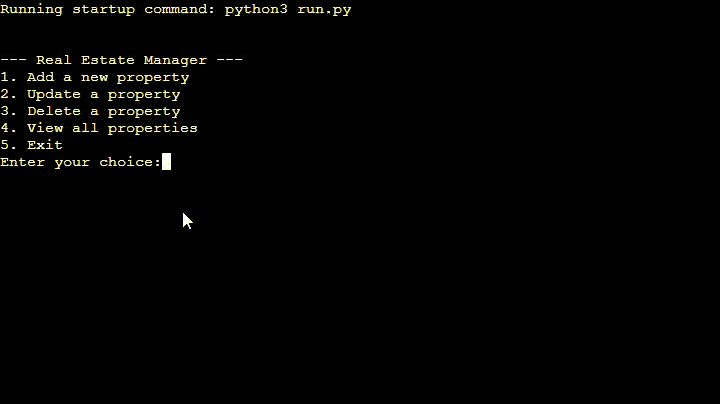 Running startup command: python3 run.py
--- Real Estate Manager ---
1. Add a new property
2. Update a property
3. Delete a property
4. View all properties
5. Exit
Enter your choice: